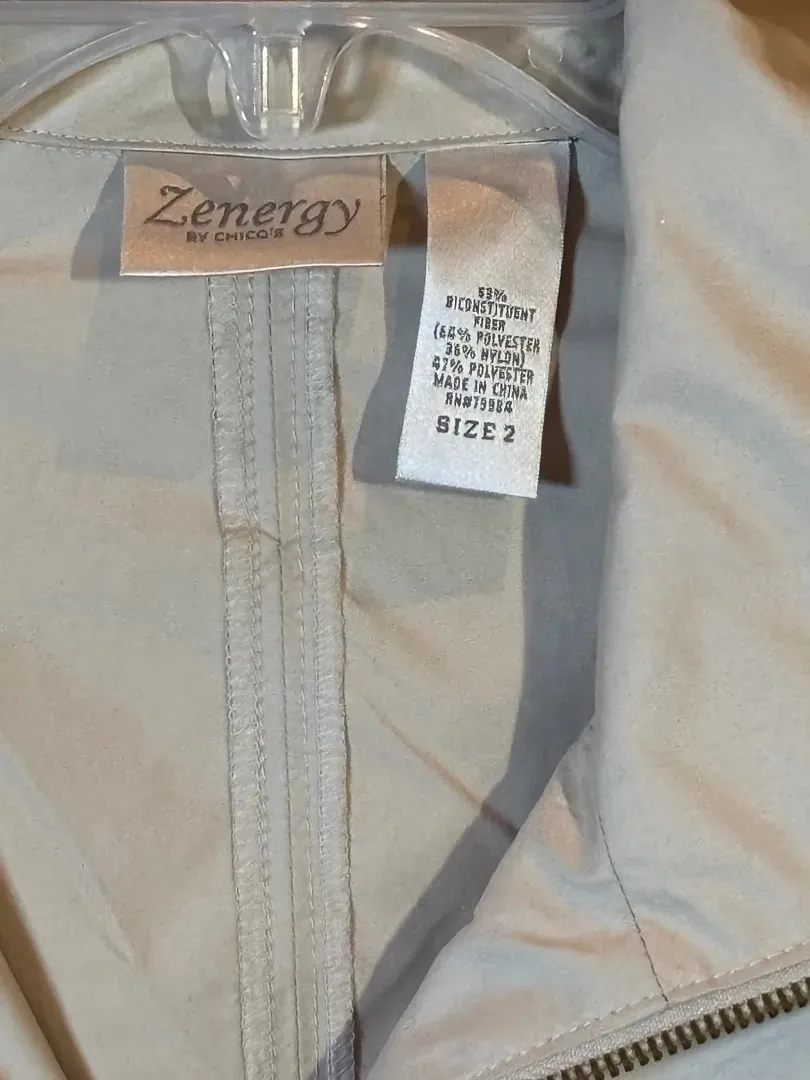 Zenergy
BY CHICO'S
53%
BICONSTITUENT
FIBER
(64% POLYESTER
36% NYLON)
47% POLYESTER
MADE IN CHINA
RN#79984
SIZE 2